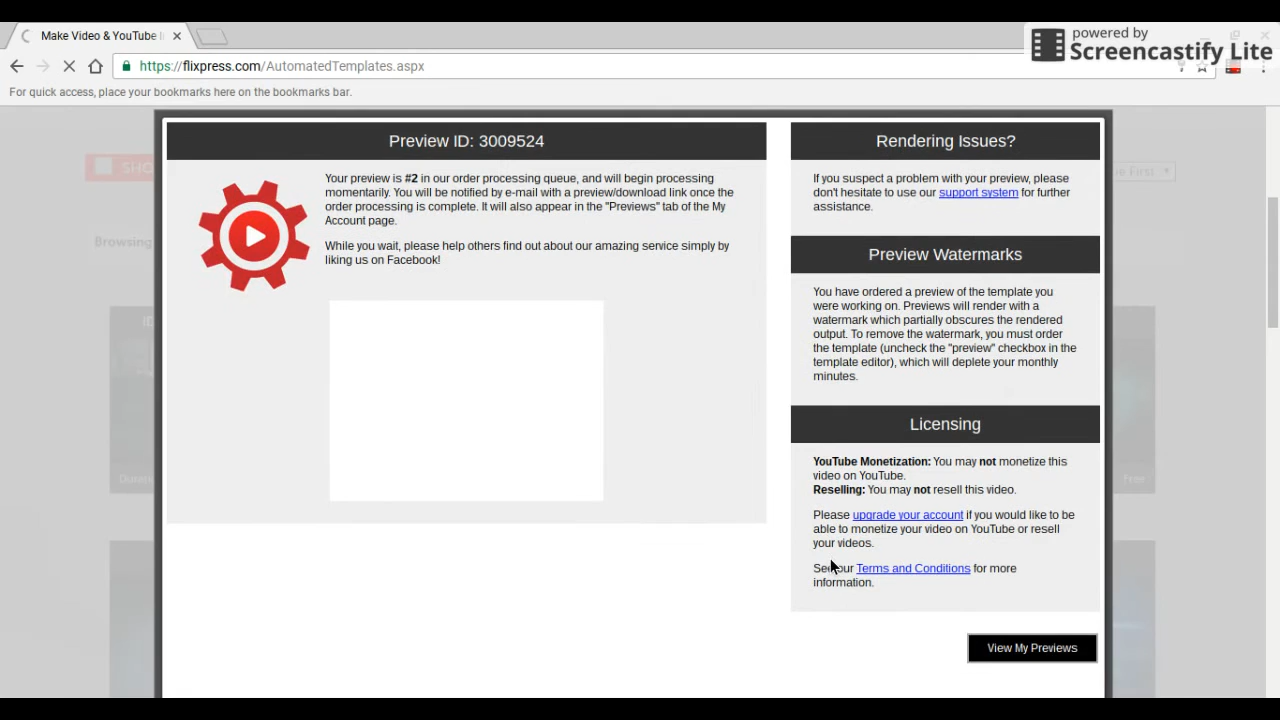 Make Video & YouTube I
powered by
Screencastify Lite
https://flixpress.com/AutomatedTemplates.aspx
For quick access, place your bookmarks here on the bookmarks bar.
Preview ID: 3009524
Your preview is #2 in our order processing queue, and will begin processing
momentarily. You will be notified by e-mail with a preview/download link once the
order processing is complete. It will also appear in the "Previews" tab of the My
Account page.
While you wait, please help others find out about our amazing service simply by
liking us on Facebook!
Rendering Issues?
If you suspect a problem with your preview, please
don't hesitate to use our support system for further
assistance.
Preview Watermarks
You have ordered a preview of the template you
were working on. Previews will render with a
watermark which partially obscures the rendered
output. To remove the watermark, you must order
the template (uncheck the "preview" checkbox in the
template editor), which will deplete your monthly
minutes.
Licensing
YouTube Monetization: You may not monetize this
video on YouTube.
Reselling: You may not resell this video.
Please upgrade your account if you would like to be
able to monetize your video on YouTube or resell
your videos.
See our Terms and Conditions for more
information.
View My Previews
SHO
Browsing
ID
e First
Free